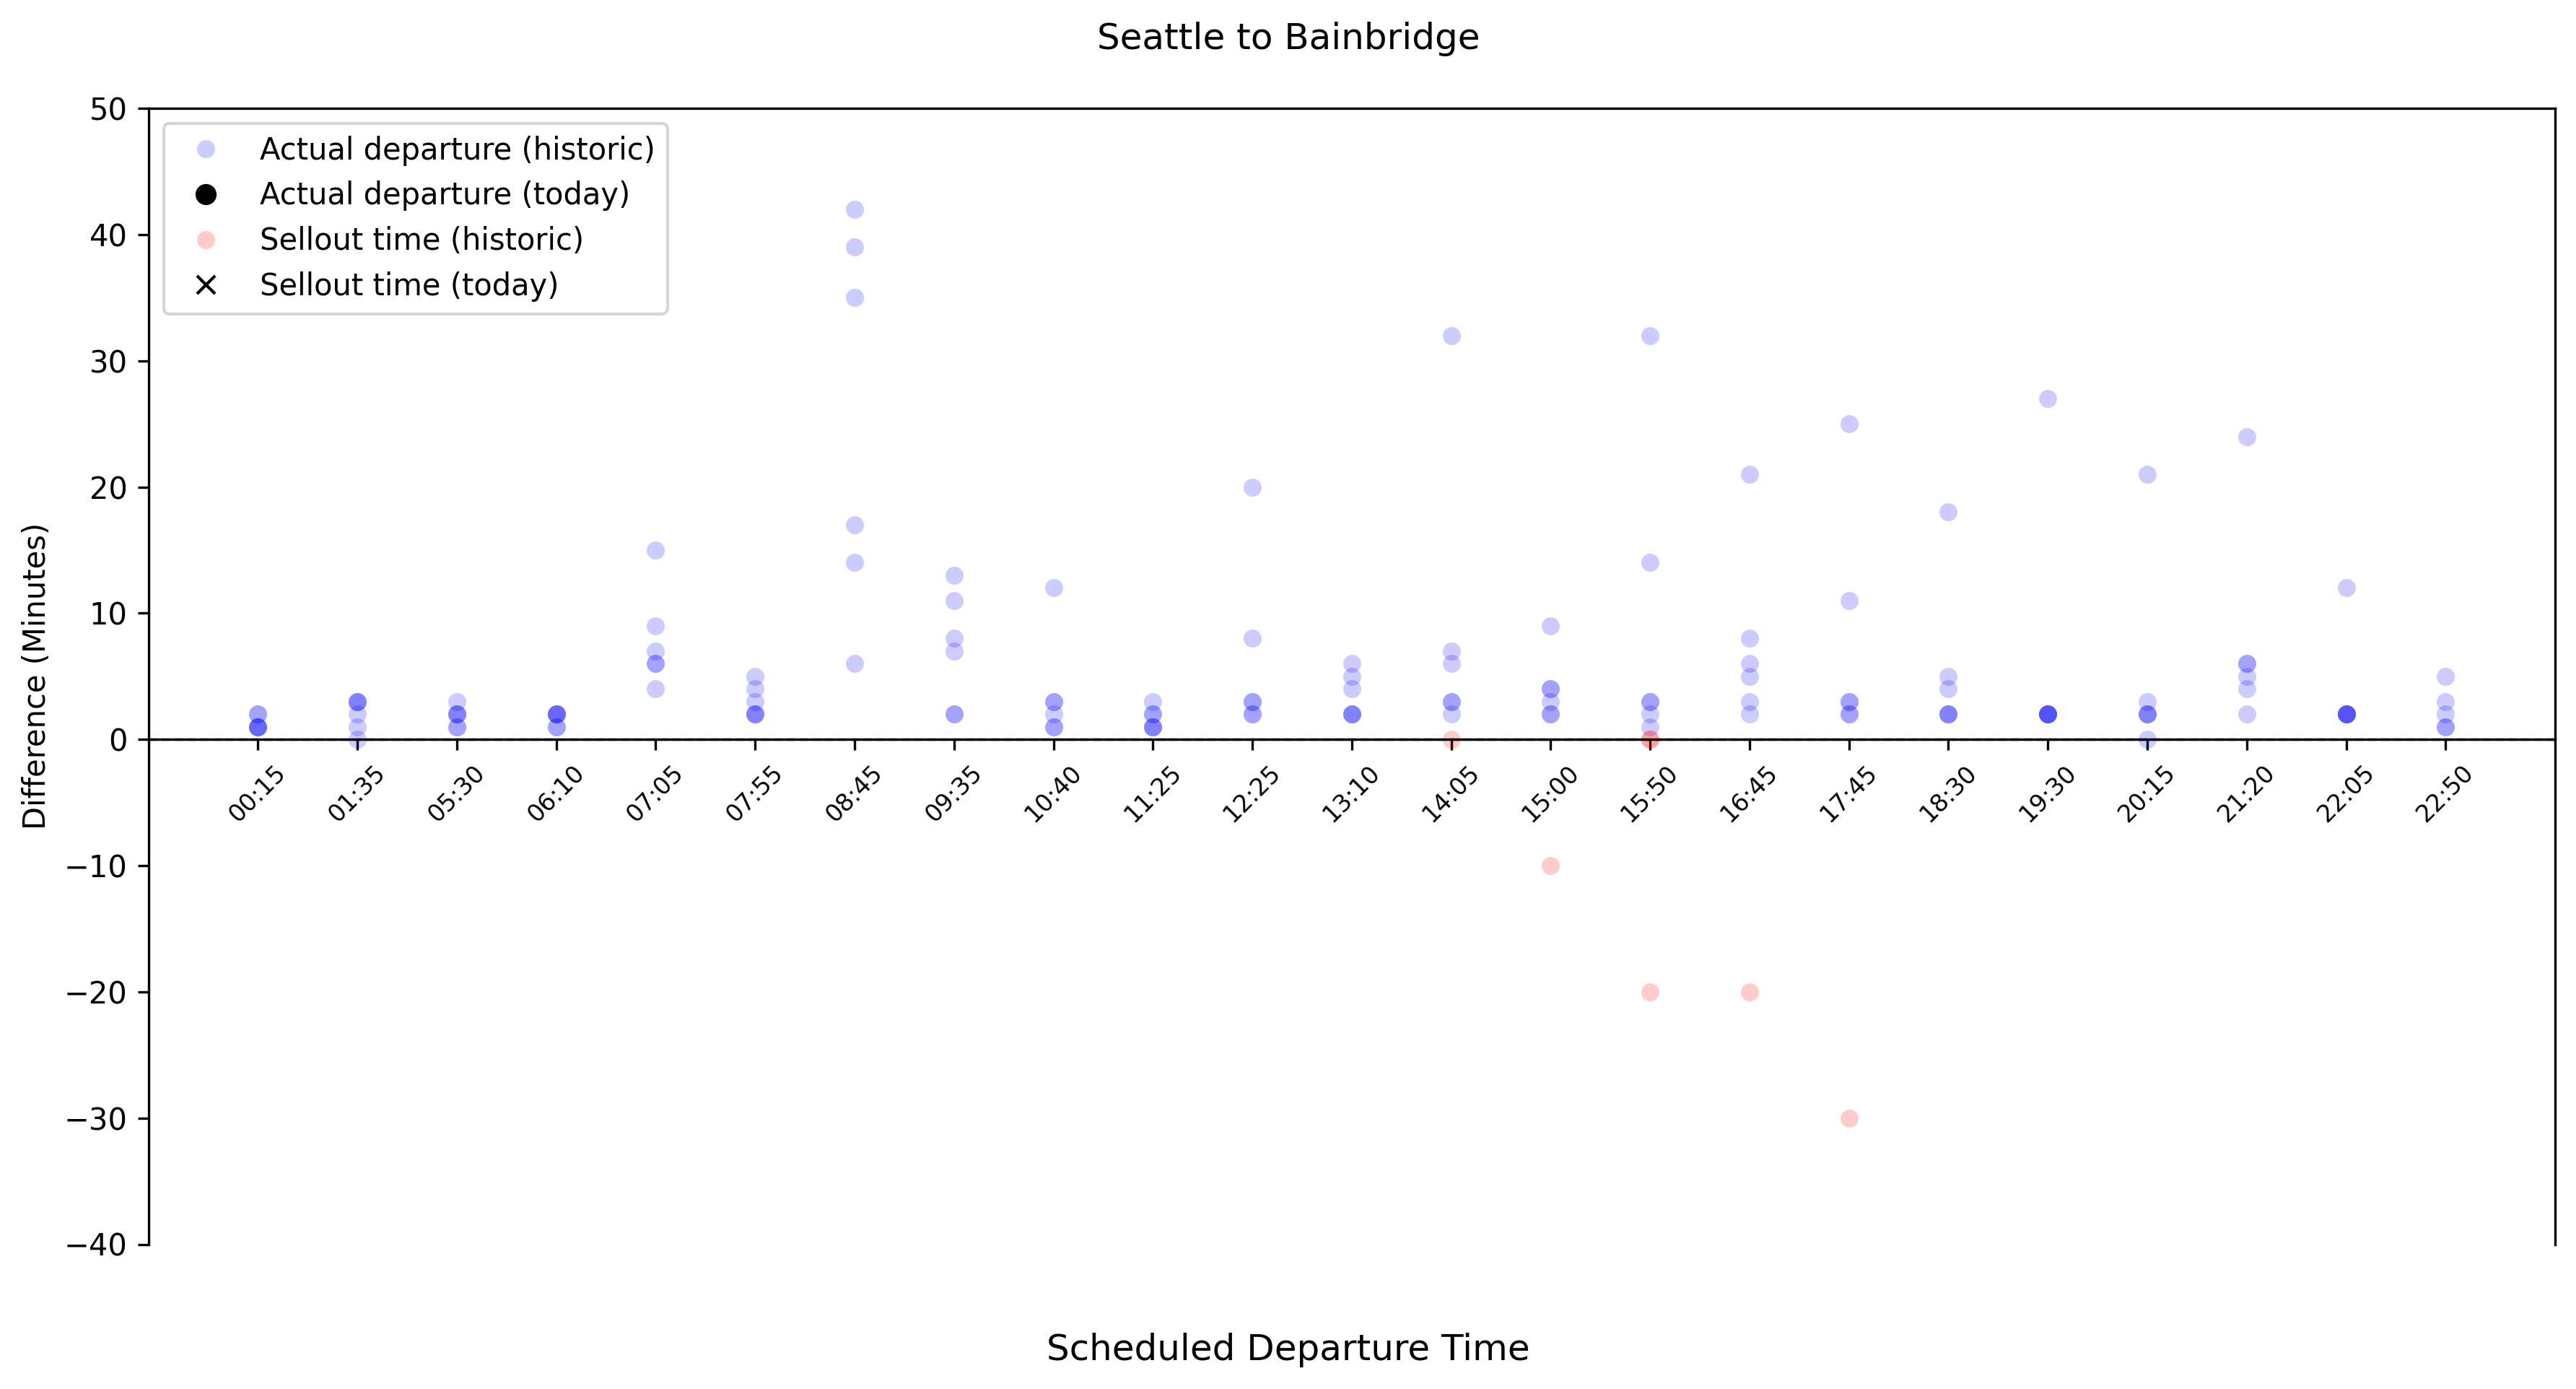 Seattle to Bainbridge
50
Actual departure (historic)
Actual departure (today)
Sellout time (historic)
Sellout time (today)
40
30
20
10
0
−10
−20
−30
−40
Difference (Minutes)
00:15 01:35 05:30 06:10 07:05 07:55 08:45 09:35 10:40 11:25 12:25 13:10 14:05 15:00 15:50 16:45 17:45 18:30 19:30 20:15 21:20 22:05 22:50
Scheduled Departure Time